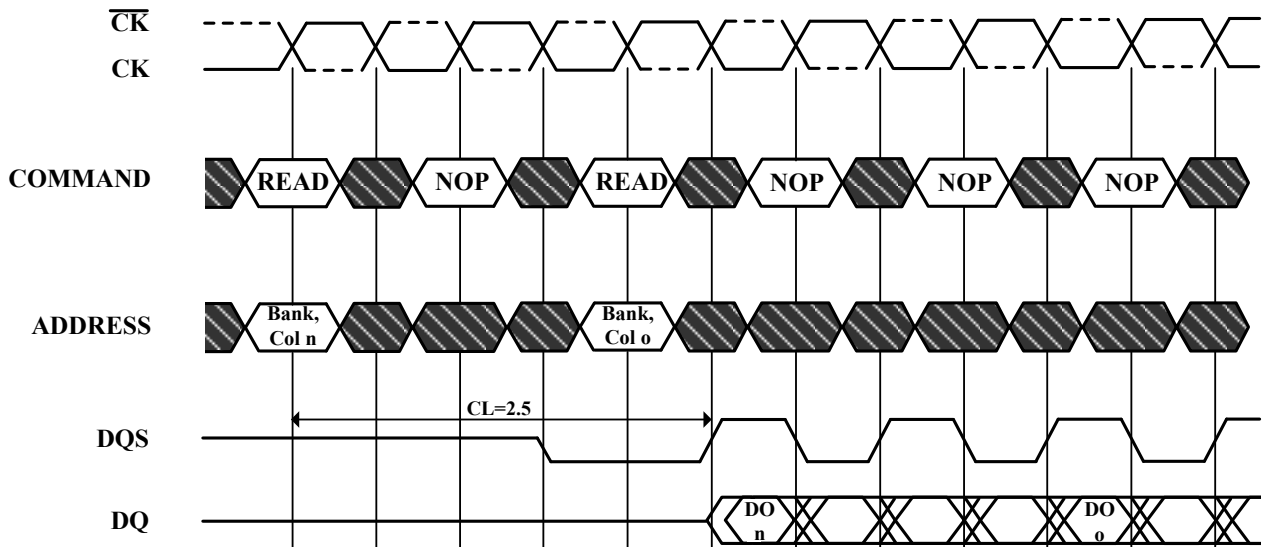 C̅K̅
CK
COMMAND
READ
NOP
READ
NOP
NOP
NOP
ADDRESS
Bank,
Col n
Bank,
Col o
CL=2.5
DQS
DQ
DO
n
DO
o